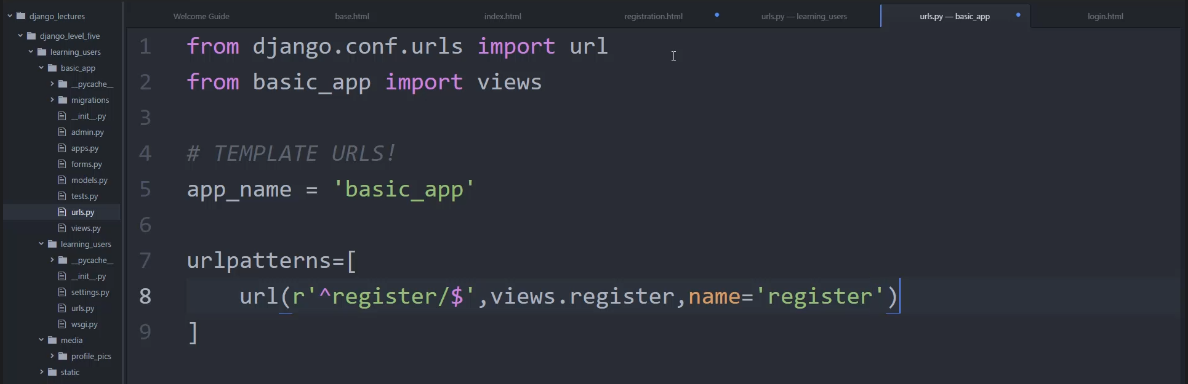 django_lectures
django_level_five
learning_users
basic_app
__pycache__
migrations
__init__.py
admin.py
apps.py
forms.py
models.py
tests.py
urls.py
views.py
learning_users
__pycache__
__init__.py
settings.py
urls.py
wsgi.py
media
profile_pics
static
Welcome Guide
base.html
index.html
registration.html
urls.py — learning_users
urls.py — basic_app
login.html
1 from django.conf.urls import url
2 from basic_app import views
3
4 # TEMPLATE URLS!
5 app_name = 'basic_app'
6
7 urlpatterns=[
8 url(r'^register/$',views.register,name='register')
9 ]